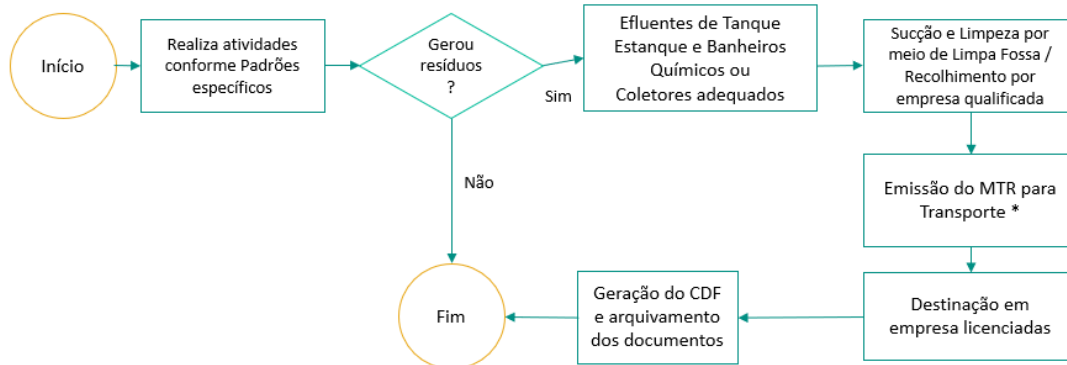 Início
Realiza atividades
conforme Padrões
específicos
Gerou
resíduos
?
Sim
Efluentes de Tanque
Estanque e Banheiros
Químicos ou
Coletores adequados
Sucção e Limpeza por
meio de Limpa Fossa /
Recolhimento por
empresa qualificada
Não
Emissão do MTR para
Transporte *
Destinação em
empresa licenciadas
Geração do CDF
e arquivamento
dos documentos
Fim